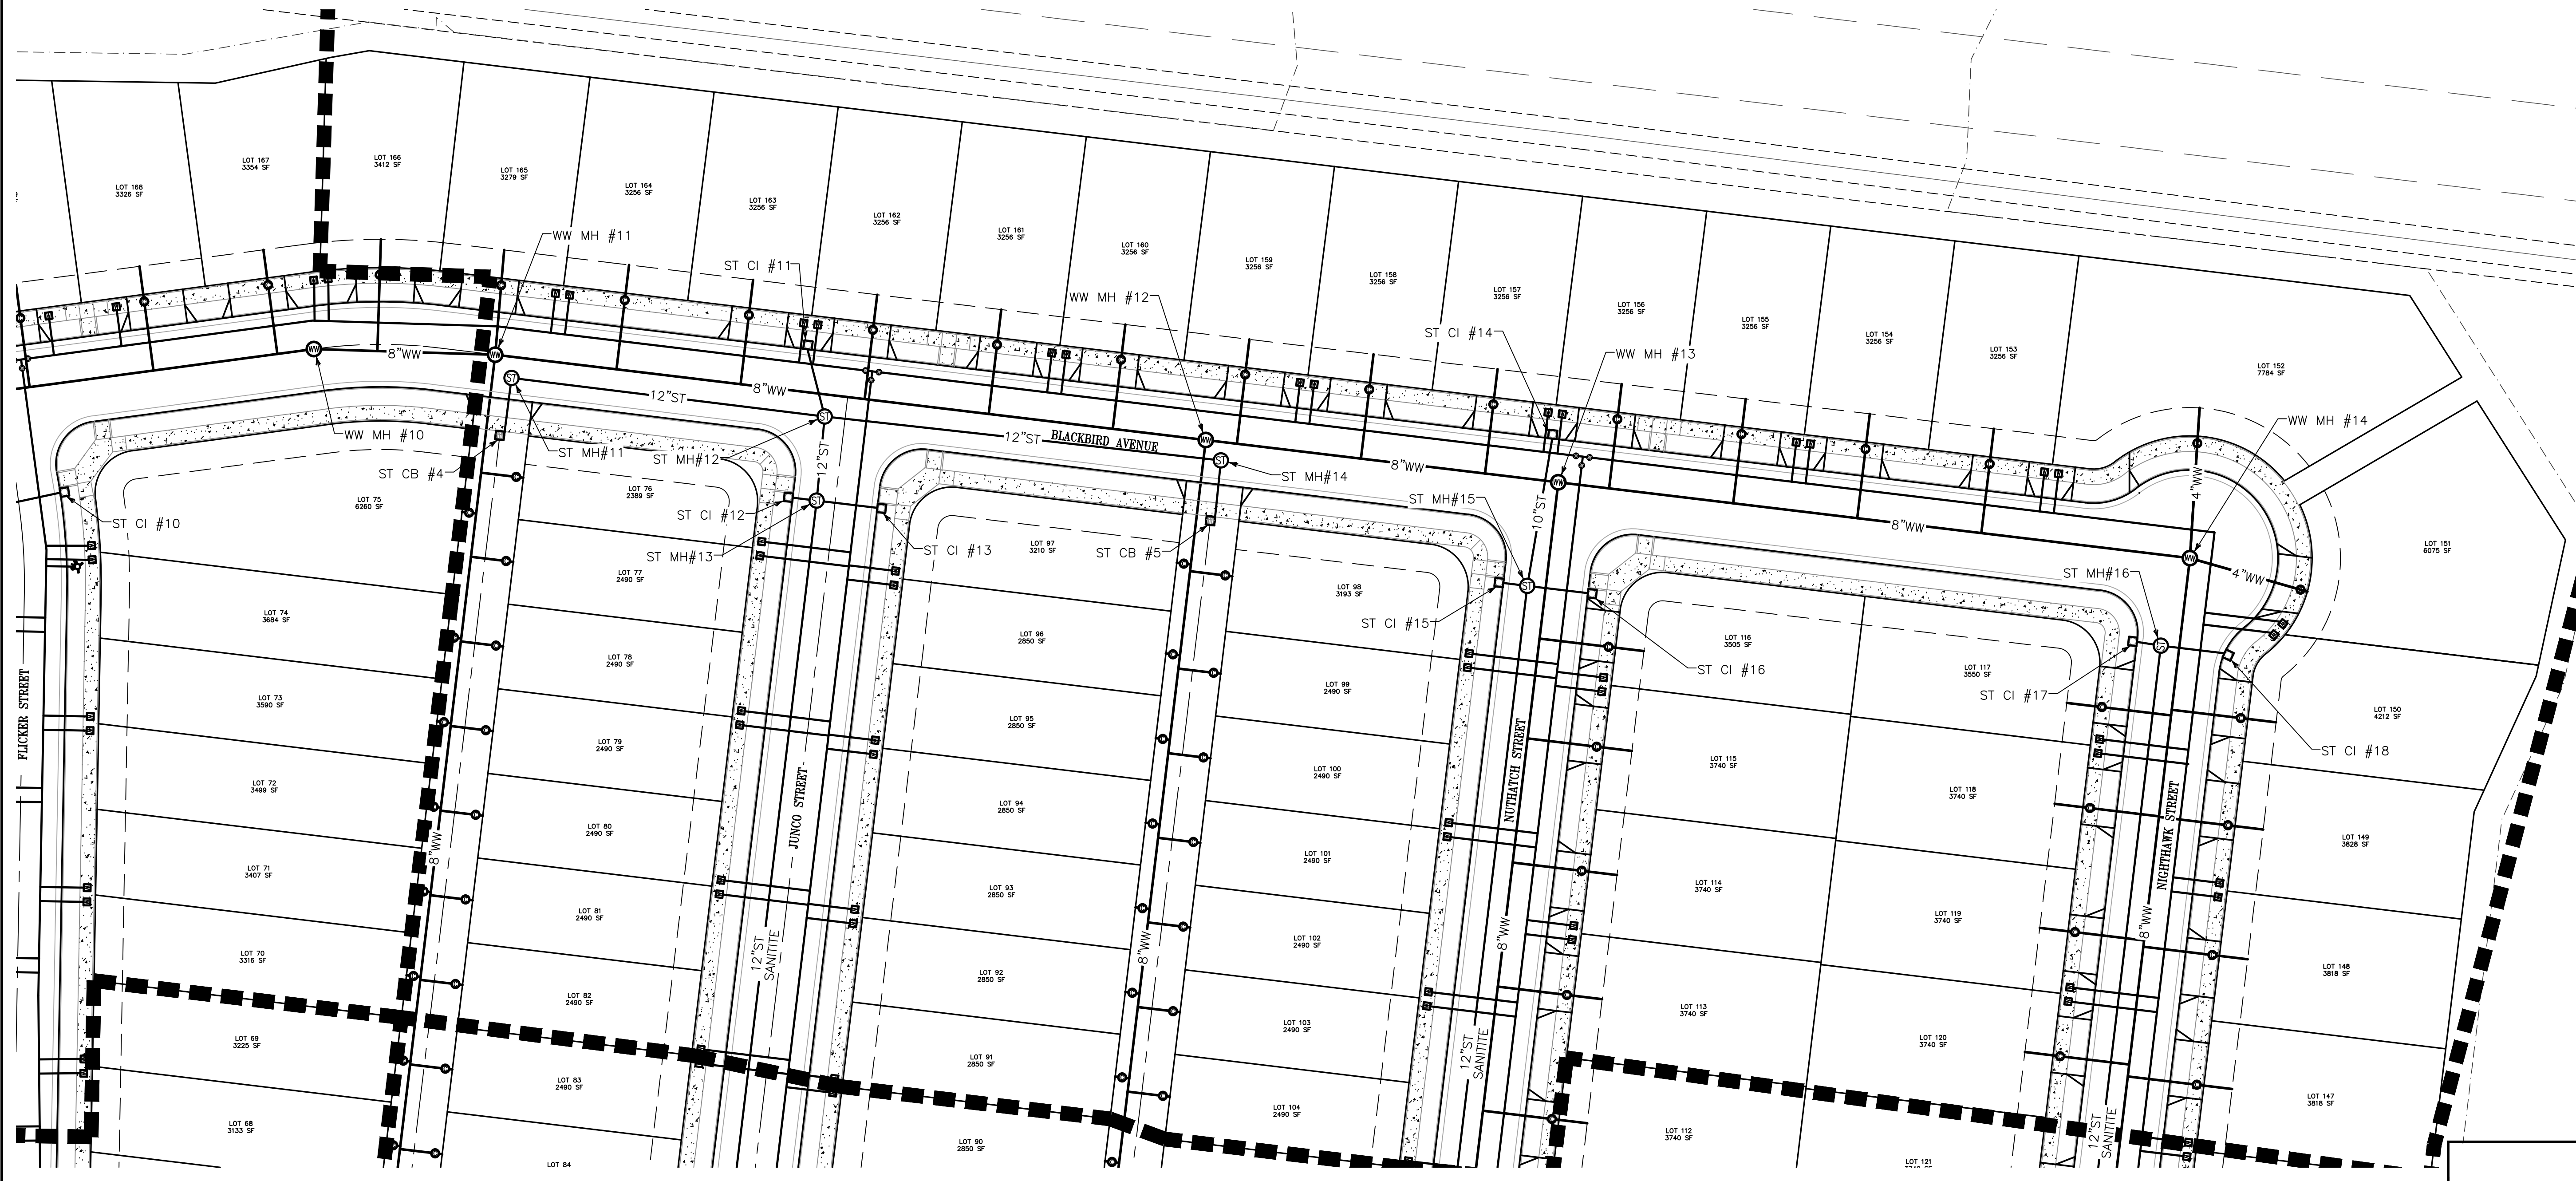 LOT 168
3326 SF
LOT 167
3354 SF
LOT 166
3412 SF
LOT 165
3279 SF
LOT 164
3256 SF
LOT 163
3256 SF
LOT 162
3256 SF
LOT 161
3256 SF
LOT 160
3256 SF
LOT 159
3256 SF
LOT 158
3256 SF
LOT 157
3256 SF
LOT 156
3256 SF
LOT 155
3256 SF
LOT 154
3256 SF
LOT 153
3256 SF
LOT 152
7784 SF
LOT 151
6075 SF
LOT 150
4212 SF
LOT 149
3828 SF
LOT 148
3818 SF
LOT 147
3818 SF
WW MH #11
ST CI #11
WW MH #12
ST CI #14
WW MH #13
WW MH #14
WW
8"WW
WW
ST
12"ST
8"WW
ST
12"ST
BLACKBIRD AVENUE
WW
ST
8"WW
WW
8"WW
WW
4"WW
4"WW
WW MH #10
ST CB #4
ST MH#11
ST MH#12
12"ST
ST
ST MH#14
ST MH#15
10"ST
ST
ST MH#16
ST
ST CI #10
ST CI #12
ST MH#13
ST CI #13
ST CB #5
ST CI #15
ST CI #16
ST CI #17
ST CI #18
FLICKER STREET
LOT 75
6260 SF
LOT 74
3684 SF
LOT 73
3590 SF
LOT 72
3499 SF
LOT 71
3407 SF
LOT 70
3316 SF
LOT 69
3225 SF
LOT 68
3133 SF
8"WW
LOT 76
2389 SF
LOT 77
2490 SF
LOT 78
2490 SF
LOT 79
2490 SF
LOT 80
2490 SF
LOT 81
2490 SF
LOT 82
2490 SF
LOT 83
2490 SF
LOT 84
JUNCO STREET
12"ST
SANITITE
LOT 97
3210 SF
LOT 96
2850 SF
LOT 95
2850 SF
LOT 94
2850 SF
LOT 93
2850 SF
LOT 92
2850 SF
LOT 91
2850 SF
LOT 90
2850 SF
8"WW
LOT 98
3193 SF
LOT 99
2490 SF
LOT 100
2490 SF
LOT 101
2490 SF
LOT 102
2490 SF
LOT 103
2490 SF
LOT 104
2490 SF
NUTHATCH STREET
8"WW
12"ST
SANITITE
LOT 116
3505 SF
LOT 115
3740 SF
LOT 114
3740 SF
LOT 113
3740 SF
LOT 112
3740 SF
LOT 117
3550 SF
LOT 118
3740 SF
LOT 119
3740 SF
LOT 120
3740 SF
LOT 121
NIGHTHAWK STREET
8"WW
12"ST
SANITITE